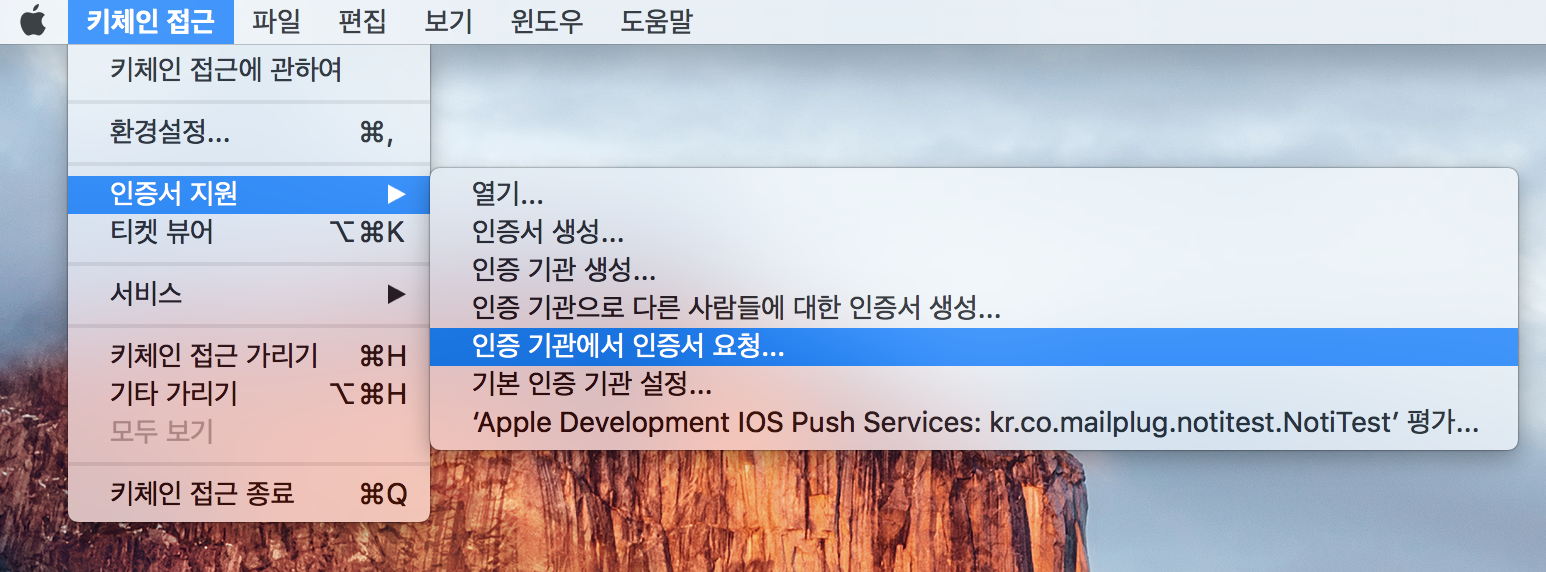 키체인 접근 파일 편집 보기 윈도우 도움말
키체인 접근에 관하여
환경설정... ⌘,
인증서 지원 ▶
티켓 뷰어 ⌥⌘K
서비스 ▶
키체인 접근 가리기 ⌘H
기타 가리기 ⌥⌘H
모두 보기
키체인 접근 종료 ⌘Q
열기...
인증서 생성...
인증 기관 생성...
인증 기관으로 다른 사람들에 대한 인증서 생성...
인증 기관에서 인증서 요청...
기본 인증 기관 설정...
‘Apple Development IOS Push Services: kr.co.mailplug.notitest.NotiTest’ 평가...